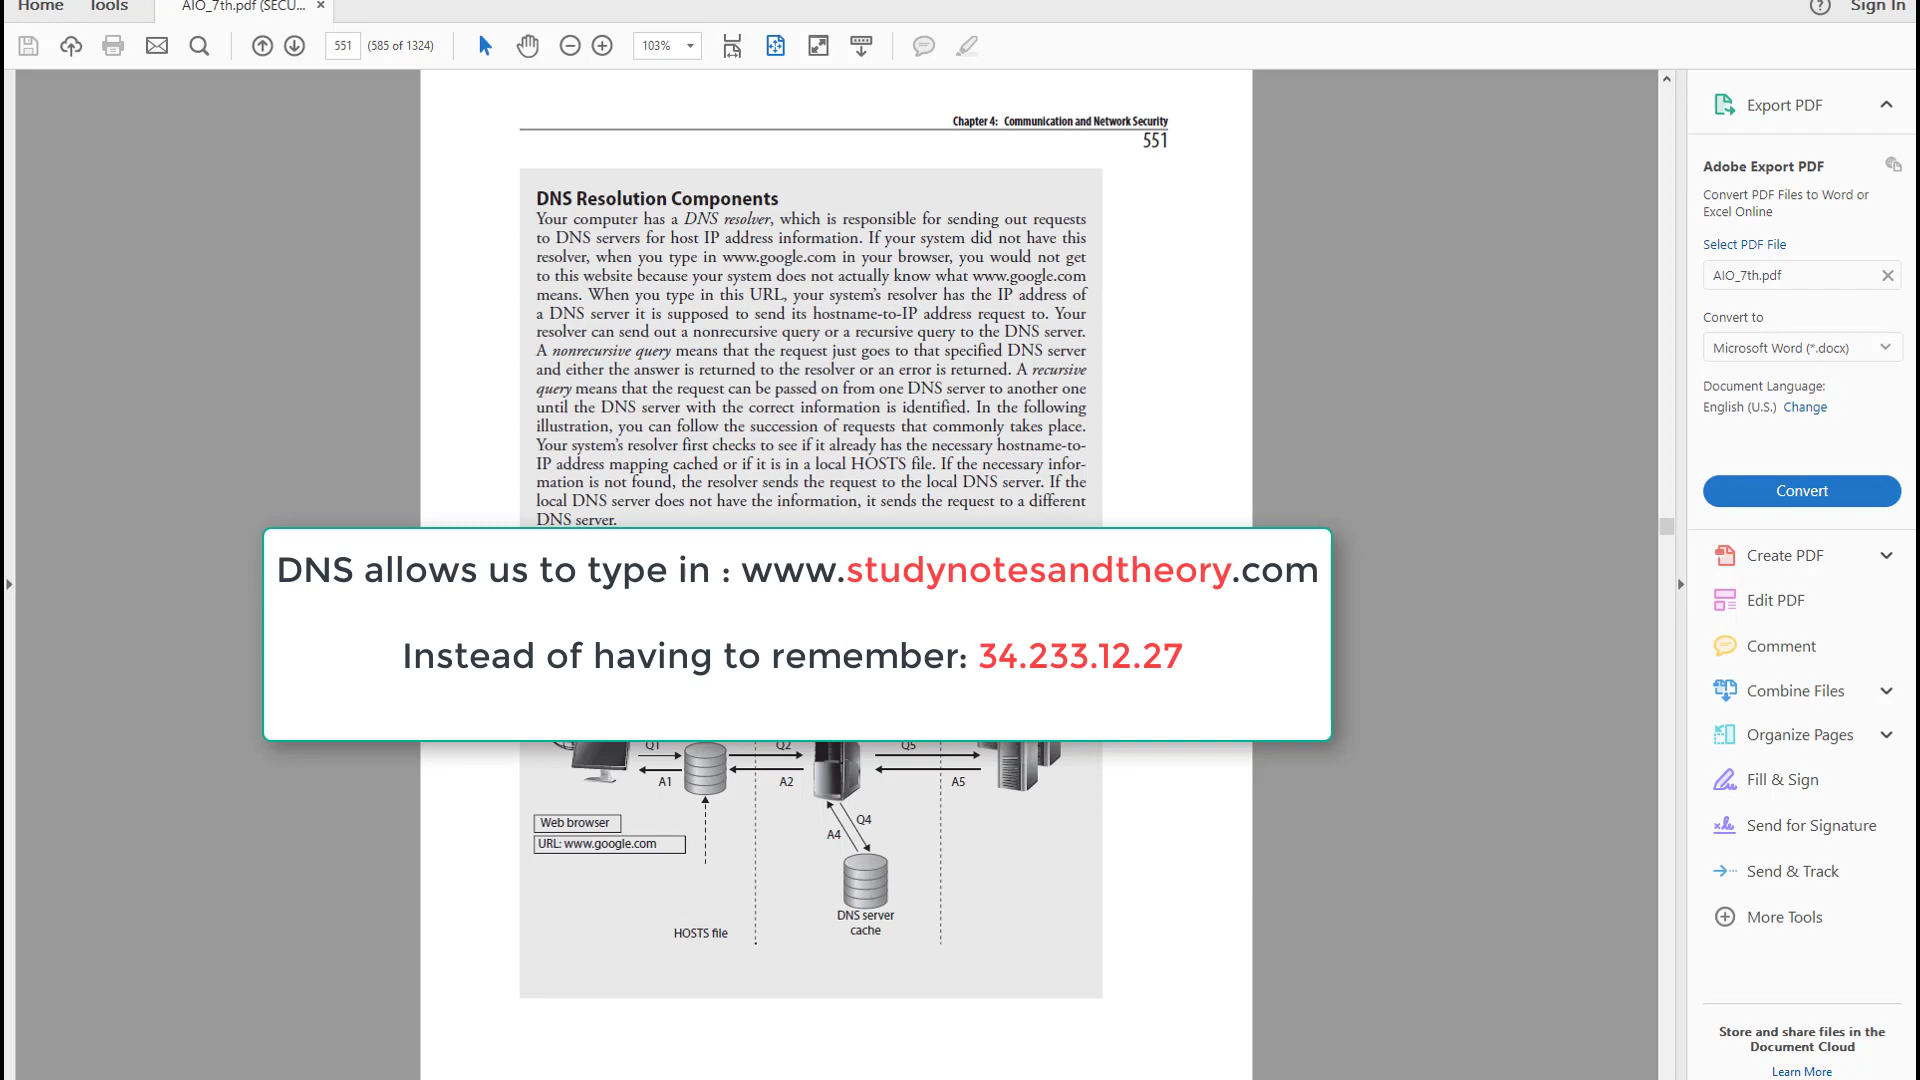 Home
Tools
AIO_7th.pdf (SECU...
×
Sign In
551
(585 of 1324)
103%
Chapter 4: Communication and Network Security
551
DNS Resolution Components
Your computer has a DNS resolver, which is responsible for sending out requests
to DNS servers for host IP address information. If your system did not have this
resolver, when you type in www.google.com in your browser, you would not get
to this website because your system does not actually know what www.google.com
means. When you type in this URL, your system's resolver has the IP address of
a DNS server it is supposed to send its hostname-to-IP address request to. Your
resolver can send out a nonrecursive query or a recursive query to the DNS server.
A nonrecursive query means that the request just goes to that specified DNS server
and either the answer is returned to the resolver or an error is returned. A recursive
query means that the request can be passed on from one DNS server to another one
until the DNS server with the correct information is identified. In the following
illustration, you can follow the succession of requests that commonly takes place.
Your system's resolver first checks to see if it already has the necessary hostname-to-
IP address mapping cached or if it is in a local HOSTS file. If the necessary infor-
mation is not found, the resolver sends the request to the local DNS server. If the
local DNS server does not have the information, it sends the request to a different
DNS server.
DNS allows us to type in : www.studynotesandtheory.com
Instead of having to remember: 34.233.12.27
Q1
Q2
Q5
A1
A2
A5
Web browser
URL: www.google.com
Q4
A4
DNS server
cache
HOSTS file
Export PDF
Adobe Export PDF
Convert PDF Files to Word or
Excel Online
Select PDF File
AIO_7th.pdf
Convert to
Microsoft Word (*.docx)
Document Language:
English (U.S.) Change
Convert
Create PDF
Edit PDF
Comment
Combine Files
Organize Pages
Fill & Sign
Send for Signature
Send & Track
More Tools
Store and share files in the
Document Cloud
Learn More